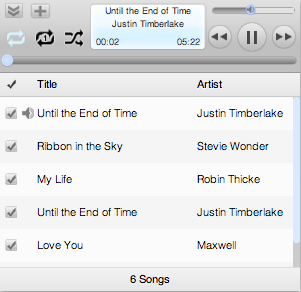 Until the End of Time
Justin Timberlake
00:02 05:22
Title Artist
Until the End of Time Justin Timberlake
Ribbon in the Sky Stevie Wonder
My Life Robin Thicke
Until the End of Time Justin Timberlake
Love You Maxwell
6 Songs